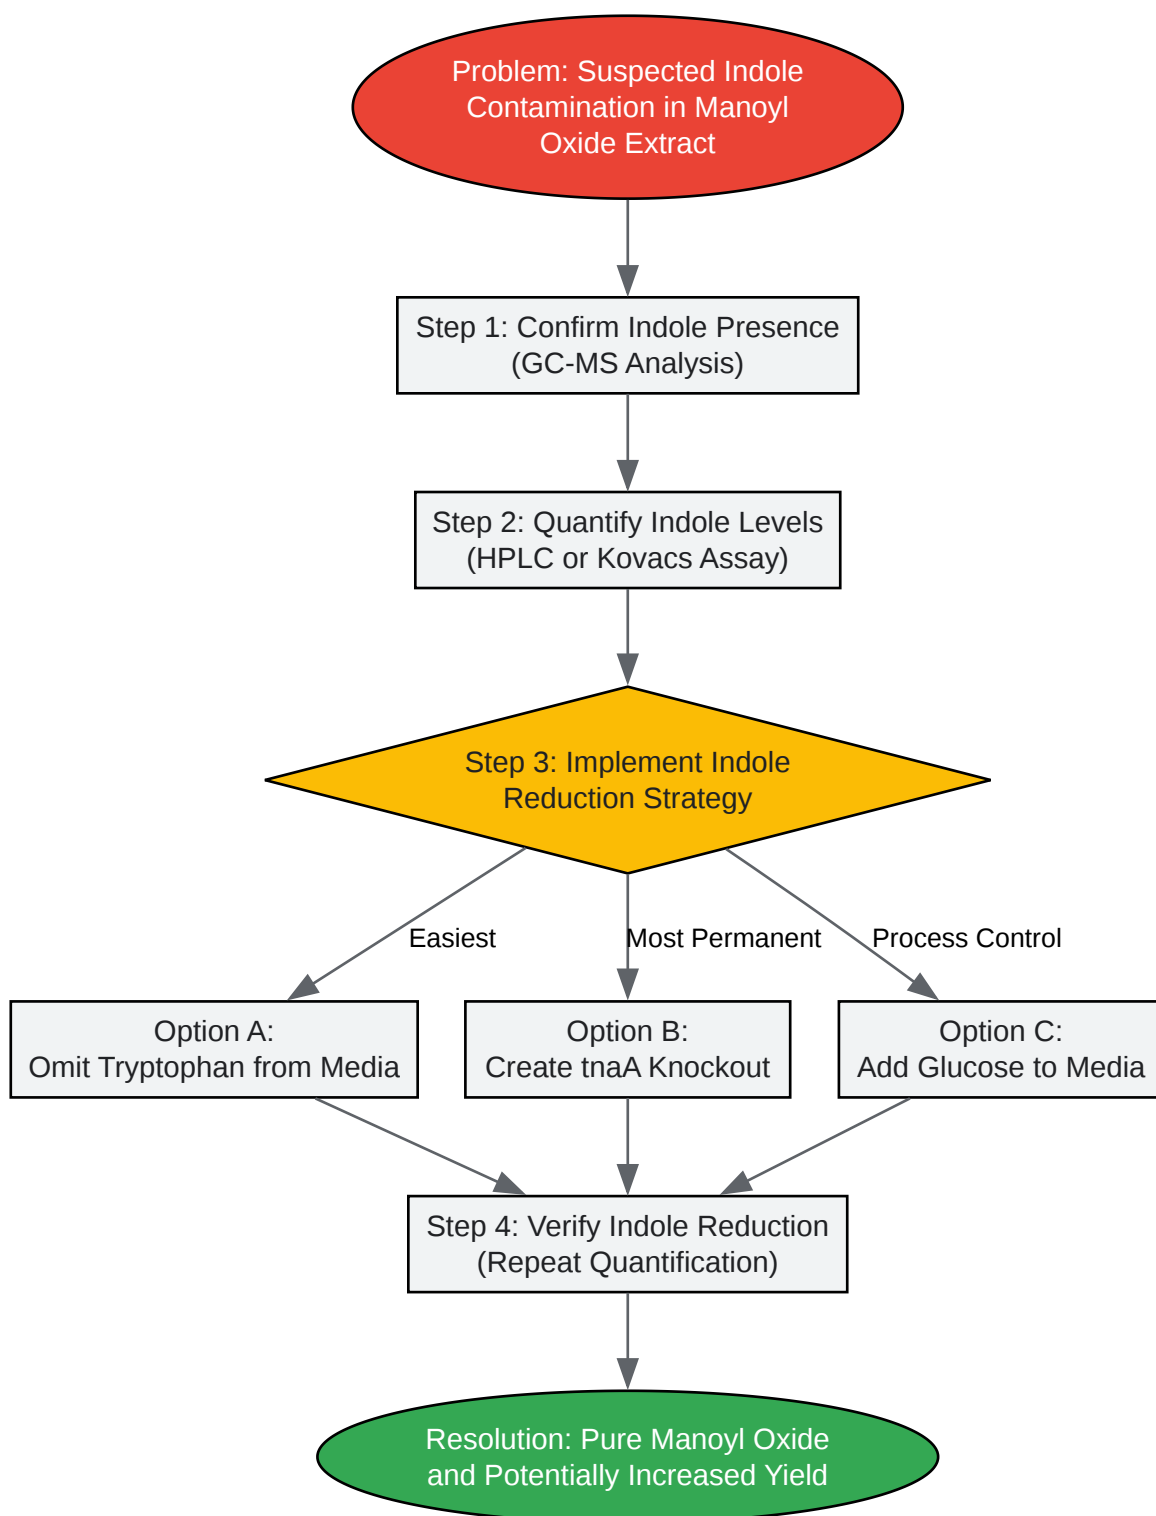 Problem: Suspected Indole
Contamination in Manoyl
Oxide Extract
Step 1: Confirm Indole Presence
(GC-MS Analysis)
Step 2: Quantify Indole Levels
(HPLC or Kovacs Assay)
Step 3: Implement Indole
Reduction Strategy
Easiest
Most Permanent
Process Control
Option A:
Omit Tryptophan from Media
Option B:
Create tnaA Knockout
Option C:
Add Glucose to Media
Step 4: Verify Indole Reduction
(Repeat Quantification)
Resolution: Pure Manoyl Oxide
and Potentially Increased Yield